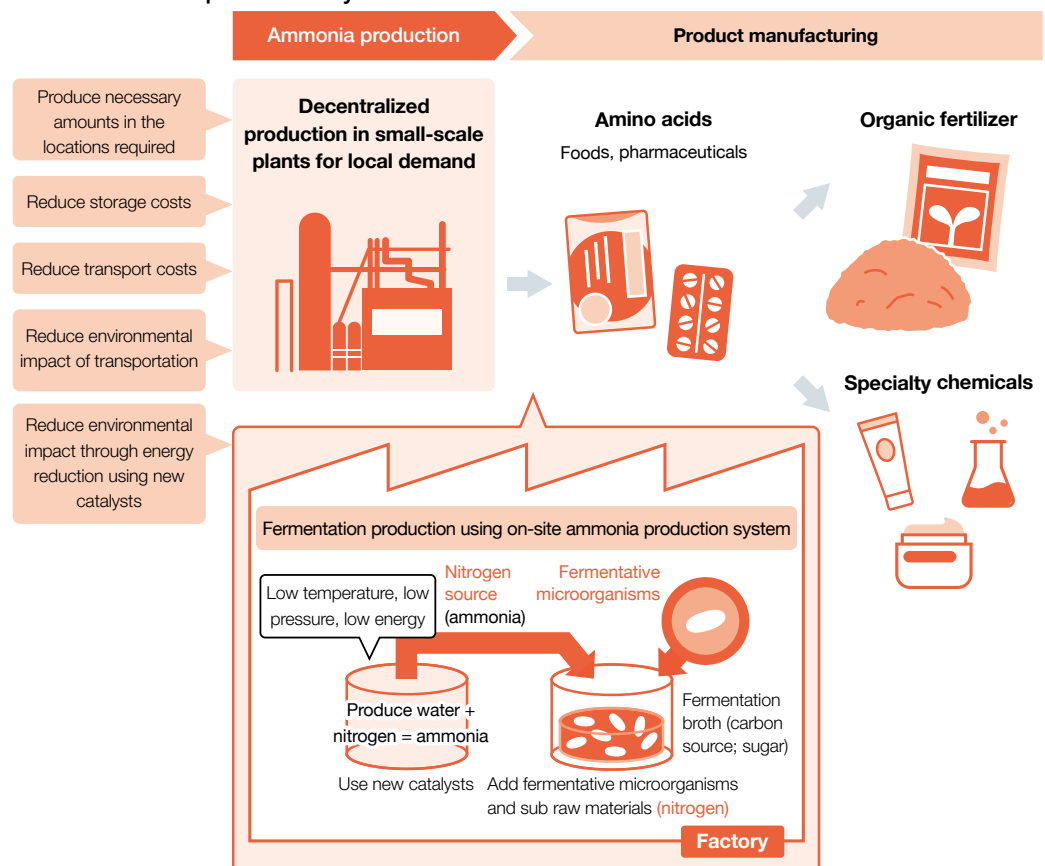 Ammonia production
Product manufacturing
Produce necessary
amounts in the
locations required
Reduce storage costs
Reduce transport costs
Reduce environmental
impact of transportation
Reduce environmental
impact through energy
reduction using new
catalysts
Decentralized
production in small-scale
plants for local demand
Amino acids
Foods, pharmaceuticals
Organic fertilizer
Specialty chemicals
Fermentation production using on-site ammonia production system
Low temperature, low
pressure, low energy
Nitrogen
source
(ammonia)
Fermentative
microorganisms
Produce water +
nitrogen = ammonia
Use new catalysts
Fermentation
broth (carbon
source; sugar)
Add fermentative microorganisms
and sub raw materials (nitrogen)
Factory